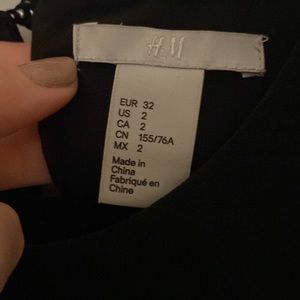 H&M
EUR 32
US 2
CA 2
CN 155/76A
MX 2
Made in
China
Fabriqué en
Chine